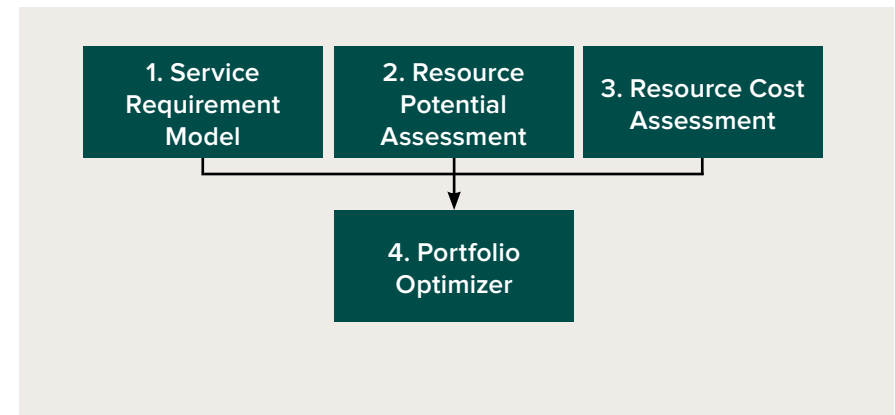 1. Service
Requirement
Model
2. Resource
Potential
Assessment
3. Resource Cost
Assessment
4. Portfolio
Optimizer